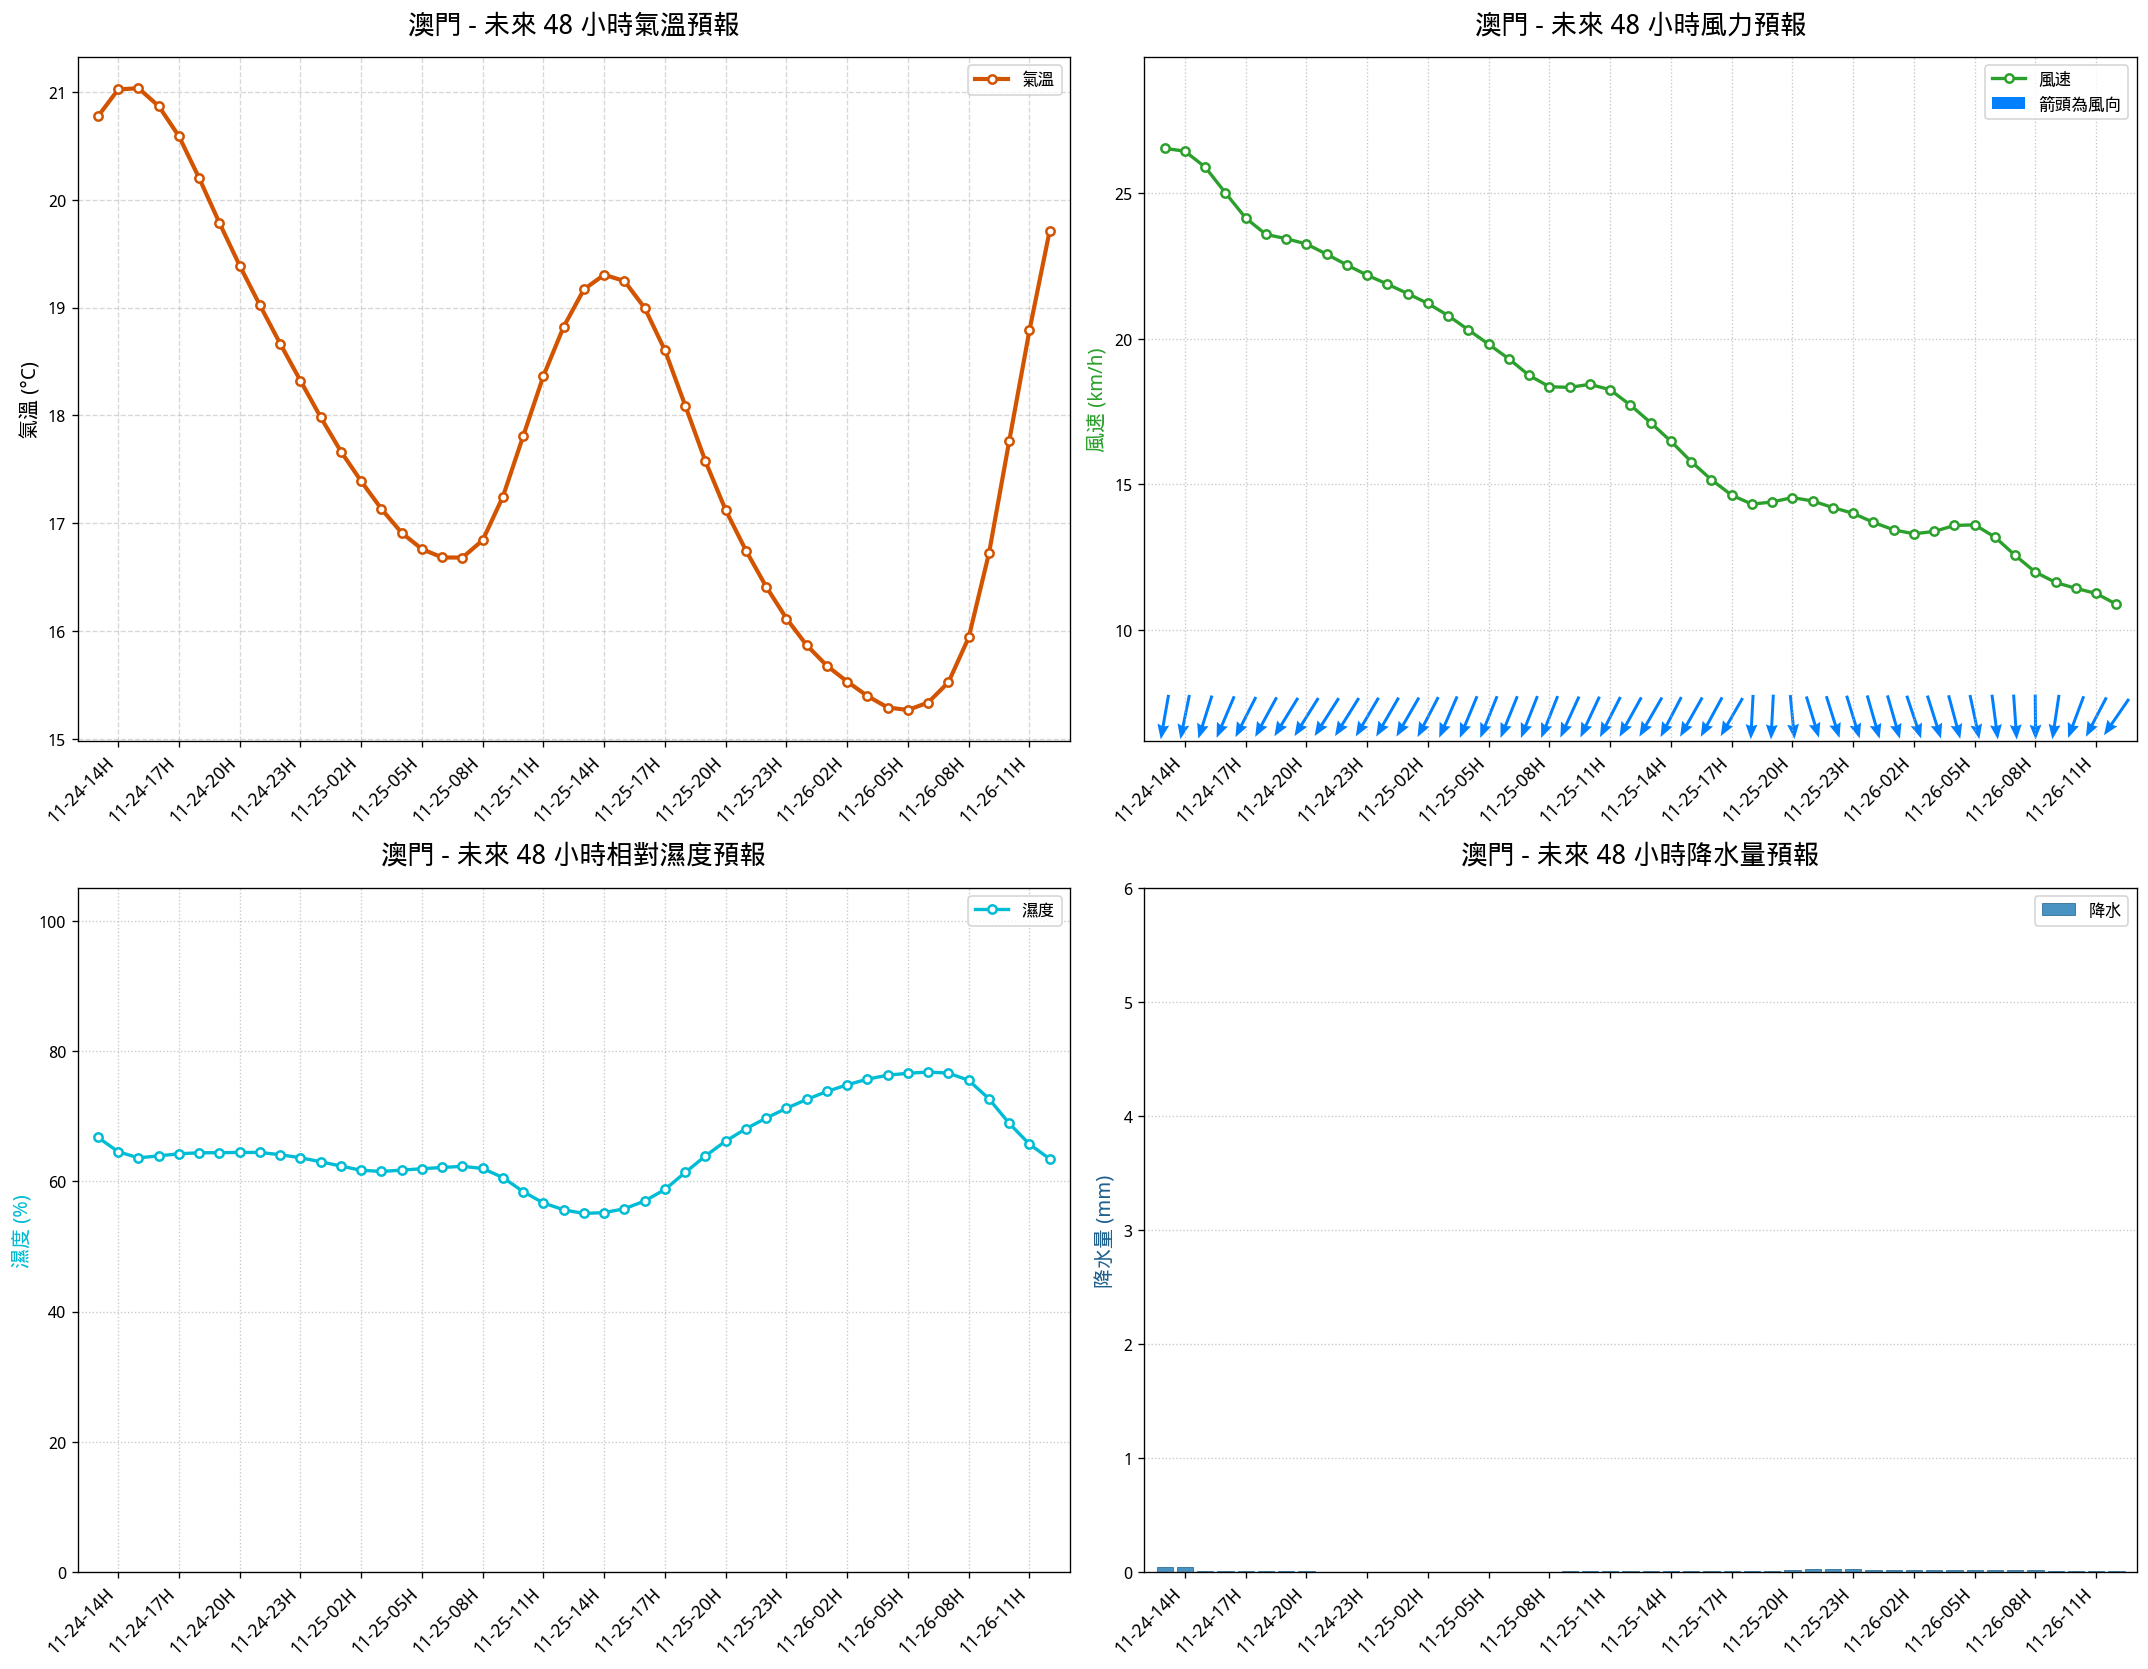 澳門 - 未來 48 小時氣溫預報
氣溫
氣溫 (°C)
21
20
19
18
17
16
15
11-24-14H
11-24-17H
11-24-20H
11-24-23H
11-25-02H
11-25-05H
11-25-08H
11-25-11H
11-25-14H
11-25-17H
11-25-20H
11-25-23H
11-26-02H
11-26-05H
11-26-08H
11-26-11H
澳門 - 未來 48 小時風力預報
風速
箭頭為風向
風速 (km/h)
25
20
15
10
11-24-14H
11-24-17H
11-24-20H
11-24-23H
11-25-02H
11-25-05H
11-25-08H
11-25-11H
11-25-14H
11-25-17H
11-25-20H
11-25-23H
11-26-02H
11-26-05H
11-26-08H
11-26-11H
澳門 - 未來 48 小時相對濕度預報
濕度
濕度 (%)
100
80
60
40
20
0
11-24-14H
11-24-17H
11-24-20H
11-24-23H
11-25-02H
11-25-05H
11-25-08H
11-25-11H
11-25-14H
11-25-17H
11-25-20H
11-25-23H
11-26-02H
11-26-05H
11-26-08H
11-26-11H
澳門 - 未來 48 小時降水量預報
降水
降水量 (mm)
6
5
4
3
2
1
0
11-24-14H
11-24-17H
11-24-20H
11-24-23H
11-25-02H
11-25-05H
11-25-08H
11-25-11H
11-25-14H
11-25-17H
11-25-20H
11-25-23H
11-26-02H
11-26-05H
11-26-08H
11-26-11H